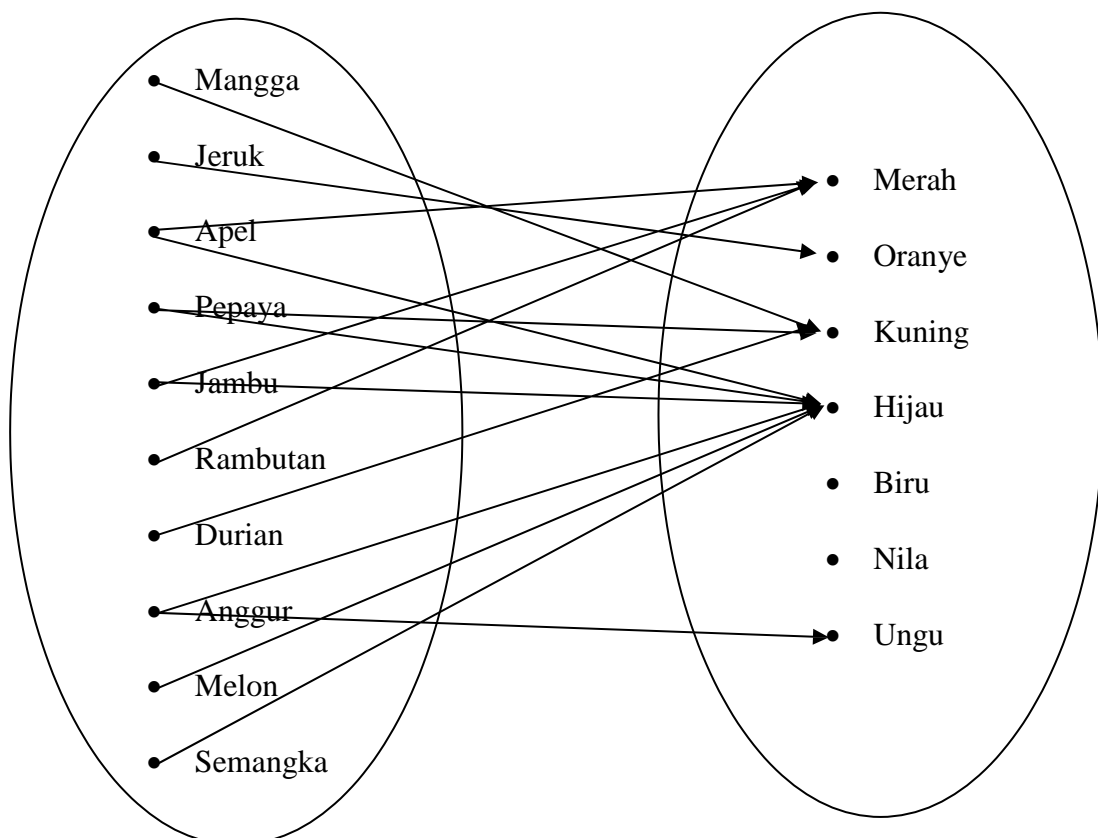 Mangga
Jeruk
Apel
Pepaya
Jambu
Rambutan
Durian
Anggur
Melon
Semangka
Merah
Oranye
Kuning
Hijau
Biru
Nila
Ungu